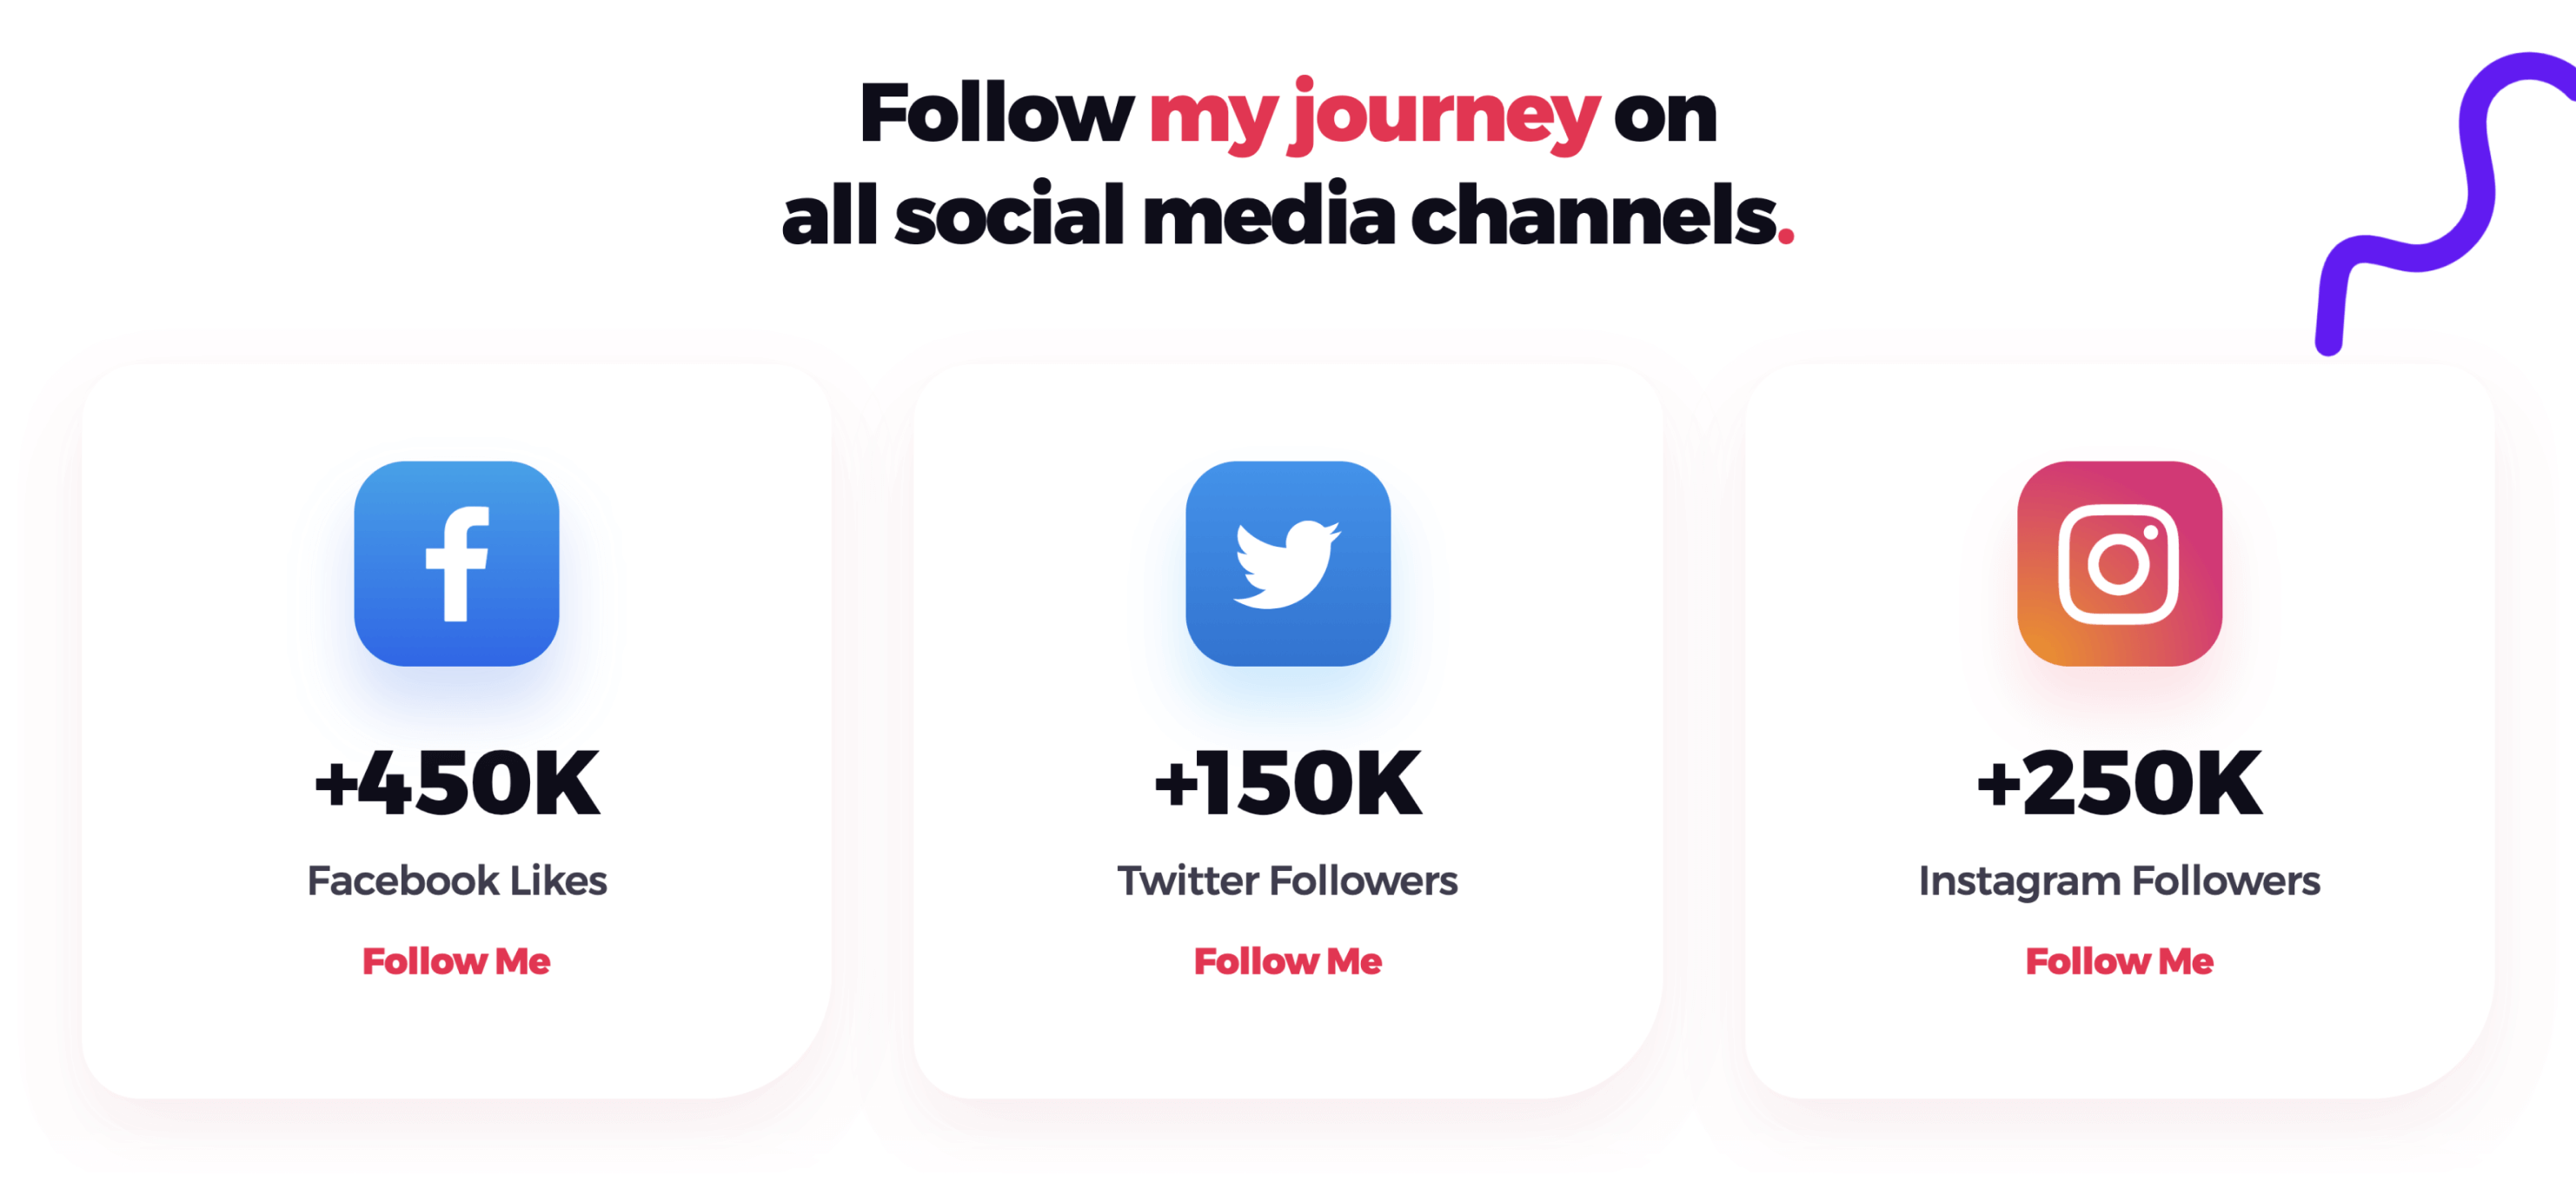 Follow my journey on
all social media channels.
+450K
Facebook Likes
Follow Me
+150K
Twitter Followers
Follow Me
+250K
Instagram Followers
Follow Me